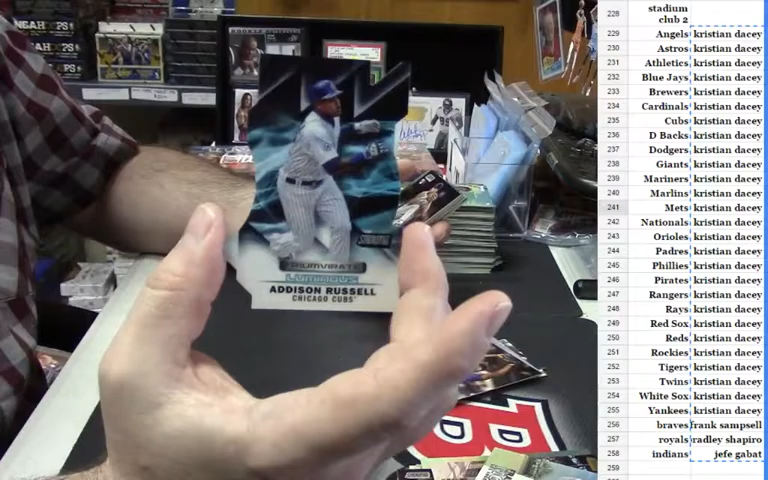 NGAH PS
TRIUMVIRATE
LUMINOUS
ADDISON RUSSELL
CHICAGO CUBS
228 stadium
club 2
229 Angels kristian dacey
230 Astros kristian dacey
231 Athletics kristian dacey
232 Blue Jays kristian dacey
233 Brewers kristian dacey
234 Cardinals kristian dacey
235 Cubs kristian dacey
236 D Backs kristian dacey
237 Dodgers kristian dacey
238 Giants kristian dacey
239 Mariners kristian dacey
240 Marlins kristian dacey
241 Mets kristian dacey
242 Nationals kristian dacey
243 Orioles kristian dacey
244 Padres kristian dacey
245 Phillies kristian dacey
246 Pirates kristian dacey
247 Rangers kristian dacey
248 Rays kristian dacey
249 Red Sox kristian dacey
250 Reds kristian dacey
251 Rockies kristian dacey
252 Tigers kristian dacey
253 Twins kristian dacey
254 White Sox kristian dacey
255 Yankees kristian dacey
256 braves frank sampsell
257 royals radley shapiro
258 indians jefe gabat
259